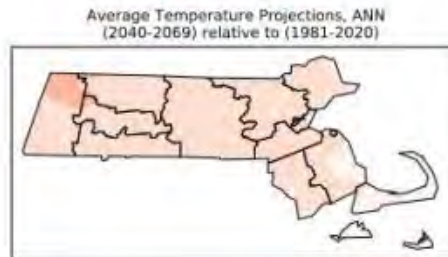 Average Temperature Projections, ANN
(2040-2069) relative to (1981-2020)